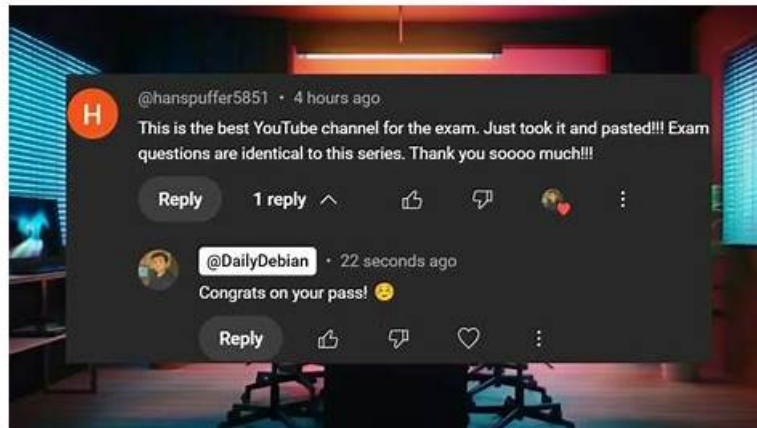 H
@hanspuffer5851 • 4 hours ago
This is the best YouTube channel for the exam. Just took it and pasted!!! Exam
questions are identical to this series. Thank you soooo much!!!
Reply 1 reply
@DailyDebian • 22 seconds ago
Congrats on your pass! ☺️
Reply